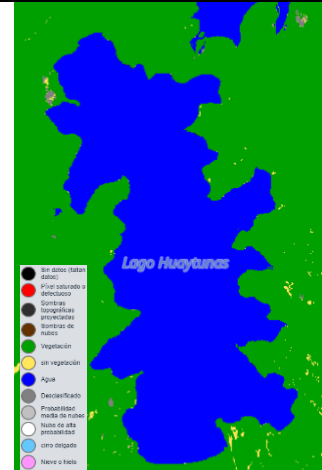 Lago Huaytunas
Sin datos (faltan
datos)
Píxel saturado o
defectuoso
Sombras
topográficas
proyectadas
Sombras de
nubes
Vegetación
sin vegetación
Agua
Desclasificado
Probabilidad
media de nubes
Nube de alta
probabilidad
cirro delgado
Nieve o hielo